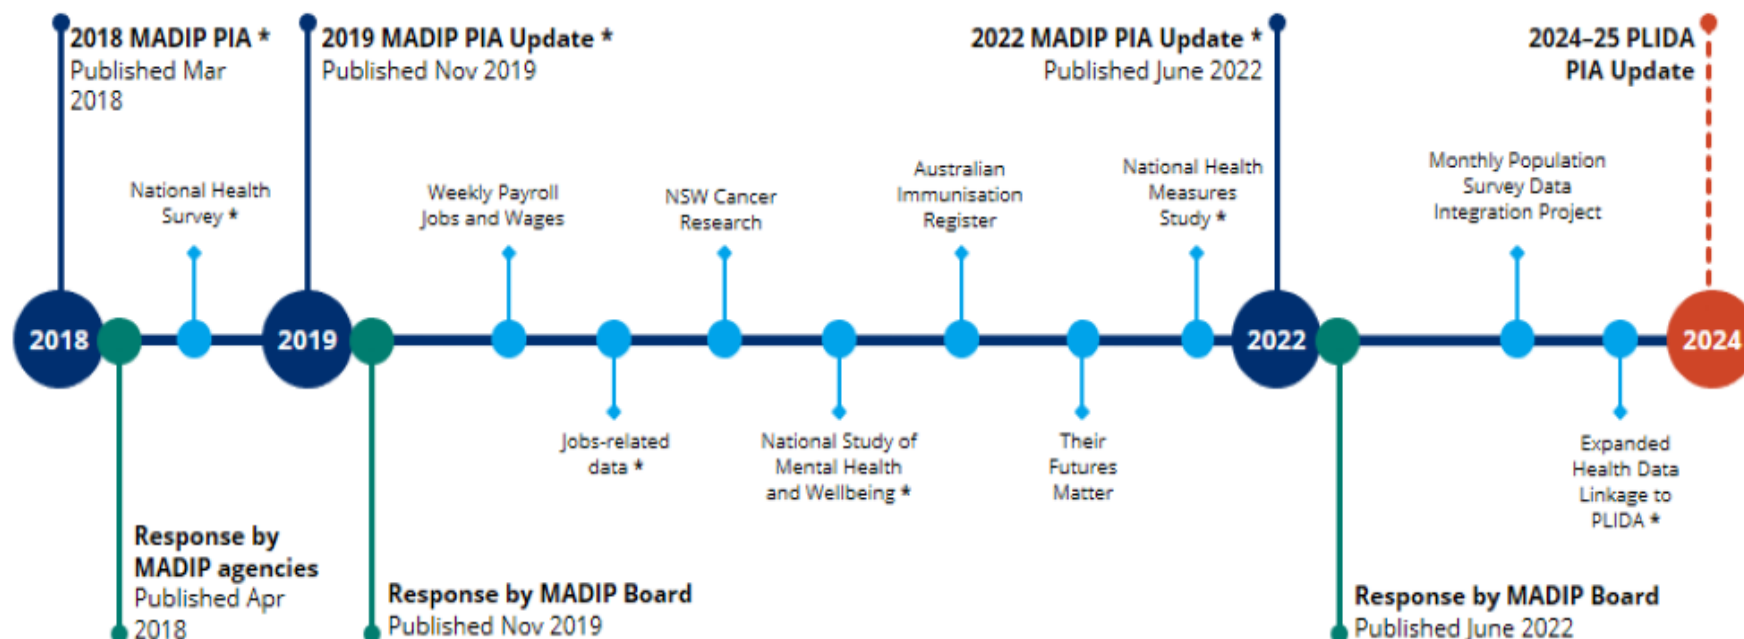 2018 MADIP PIA *
Published Mar
2018
2019 MADIP PIA Update *
Published Nov 2019
2022 MADIP PIA Update *
Published June 2022
2024–25 PLIDA
PIA Update
National Health
Survey *
Weekly Payroll
Jobs and Wages
NSW Cancer
Research
Australian
Immunisation
Register
National Health
Measures
Study *
Monthly Population
Survey Data
Integration Project
2018
2019
2022
2024
Jobs-related
data *
National Study of
Mental Health
and Wellbeing *
Their
Futures
Matter
Expanded
Health Data
Linkage to
PLIDA *
Response by
MADIP agencies
Published Apr
2018
Response by MADIP Board
Published Nov 2019
Response by MADIP Board
Published June 2022